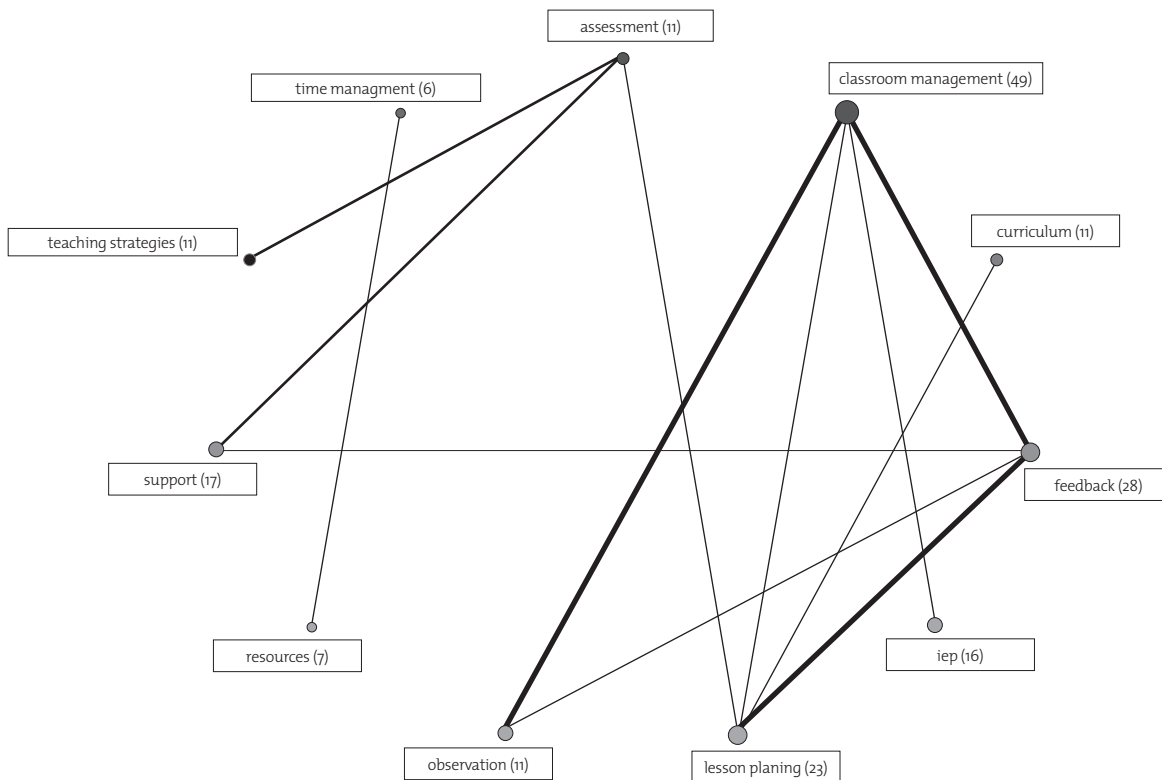 assessment (11)
classroom management (49)
time managment (6)
curriculum (11)
teaching strategies (11)
support (17)
feedback (28)
resources (7)
iep (16)
observation (11)
lesson planing (23)